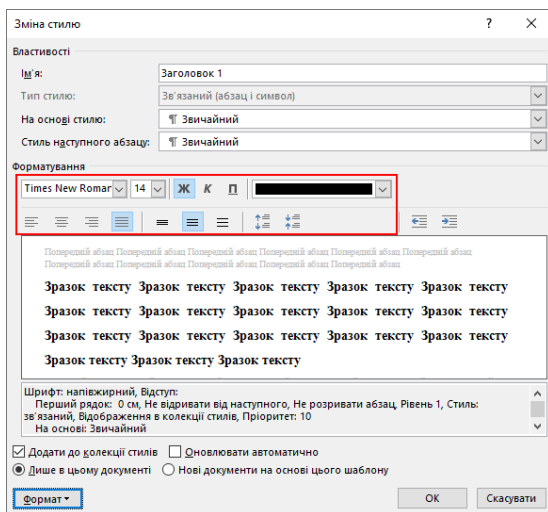 Зміна стилю ? ×
Властивості
Ім'я: Заголовок 1
Тип стилю: Зв'язаний (абзац і символ)
На основі стилю: ¶ Звичайний
Стиль наступного абзацу: ¶ Звичайний
Форматування
Times New Roman 14 Ж К П
Попередній абзац Попередній абзац Попередній абзац Попередній абзац Попередній абзац Попередній абзац
Попередній абзац Попередній абзац Попередній абзац Попередній абзац Попередній абзац
Зразок тексту Зразок тексту Зразок тексту Зразок тексту Зразок тексту
Зразок тексту Зразок тексту Зразок тексту Зразок тексту Зразок тексту
Зразок тексту Зразок тексту Зразок тексту Зразок тексту Зразок тексту
Зразок тексту Зразок тексту Зразок тексту
Шрифт: напівжирний, Відступ:
Перший рядок: 0 см, Не відривати від наступного, Не розривати абзац, Рівень 1, Стиль:
зв'язаний, Відображення в колекції стилів, Пріоритет: 10
На основі: Звичайний
Додати до колекції стилів Оновлювати автоматично
Лише в цьому документі Нові документи на основі цього шаблону
Формат OK Скасувати